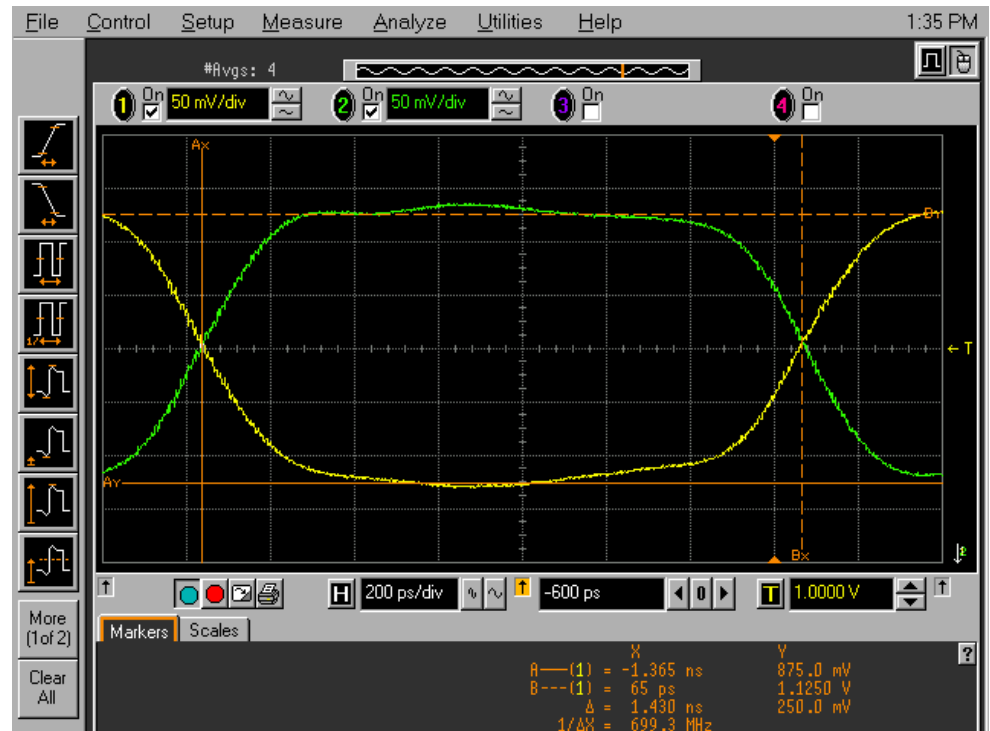 File Control Setup Measure Analyze Utilities Help 1:35 PM
#Avgs: 4
1 On 50 mV/div 2 On 50 mV/div 3 On 4 On
Ax
By
T
Ay
Bx
2
H 200 ps/div -600 ps 0 T 1.0000 V
1/
More
(1of 2)
Clear
All
Markers Scales
?
X Y
A—(1) = -1.365 ns 875.0 mV
B---(1) = 65 ps 1.1250 V
Δ = 1.430 ns 250.0 mV
1/ΔX = 699.3 MHz